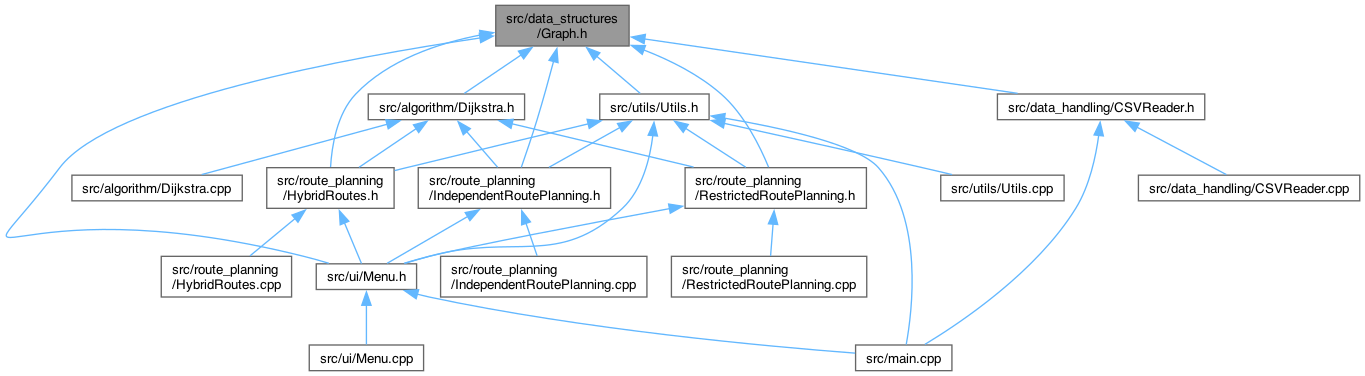 src/data_structures
/Graph.h
src/algorithm/Dijkstra.h
src/utils/Utils.h
src/data_handling/CSVReader.h
src/algorithm/Dijkstra.cpp
src/route_planning
/HybridRoutes.h
src/route_planning
/IndependentRoutePlanning.h
src/route_planning
/RestrictedRoutePlanning.h
src/utils/Utils.cpp
src/data_handling/CSVReader.cpp
src/route_planning
/HybridRoutes.cpp
src/ui/Menu.h
src/route_planning
/IndependentRoutePlanning.cpp
src/route_planning
/RestrictedRoutePlanning.cpp
src/ui/Menu.cpp
src/main.cpp